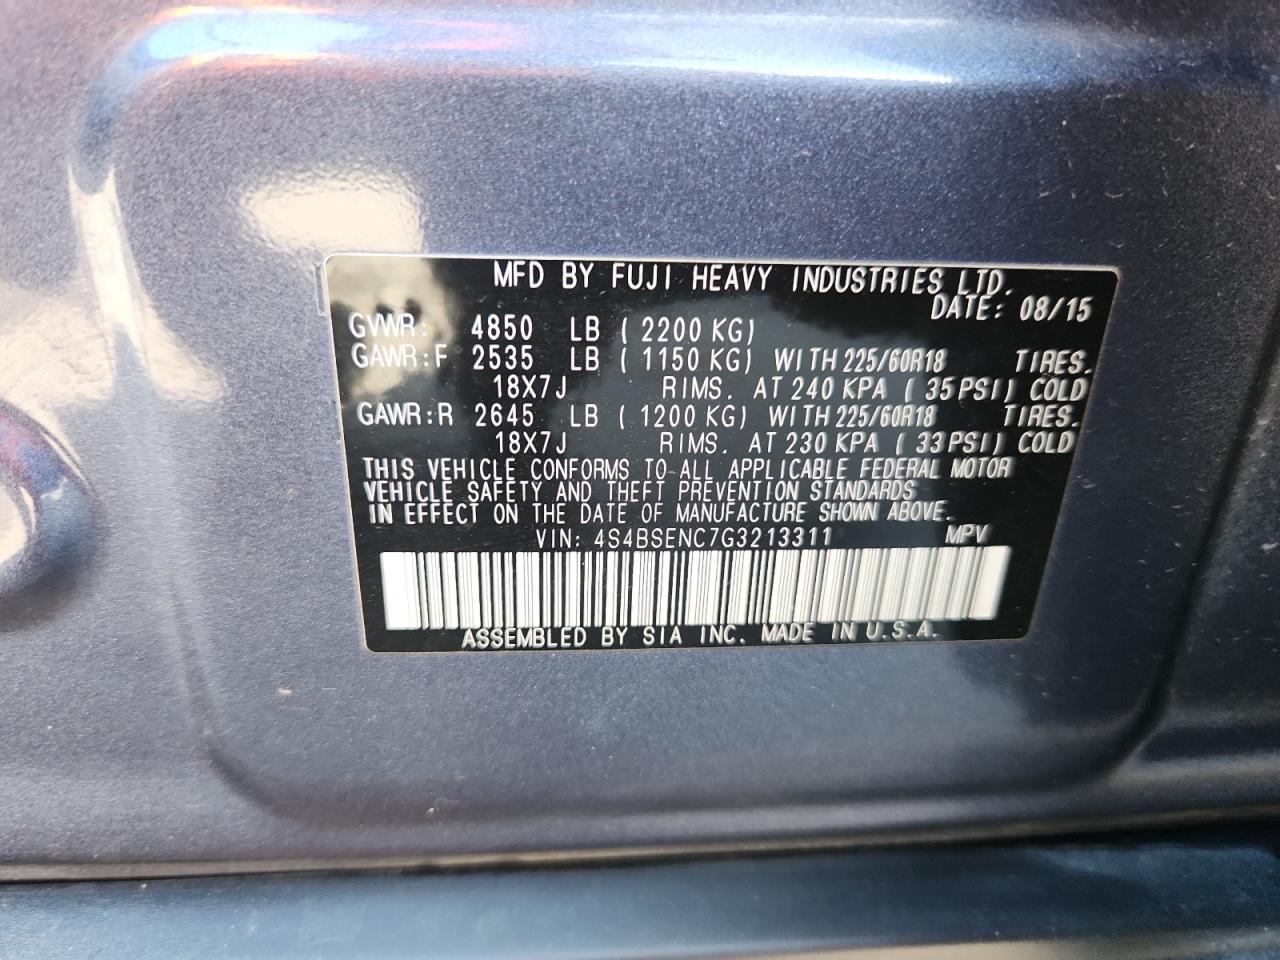 MFD BY FUJI HEAVY INDUSTRIES LTD.
DATE: 08/15
GVWR: 4850 LB ( 2200 KG)
GAWR:F 2535 LB ( 1150 KG) WITH 225/60R18 TIRES.
18X7J RIMS. AT 240 KPA ( 35 PSI) COLD
GAWR:R 2645 LB ( 1200 KG) WITH 225/60R18 TIRES.
18X7J RIMS. AT 230 KPA ( 33 PSI) COLD
THIS VEHICLE CONFORMS TO ALL APPLICABLE FEDERAL MOTOR
VEHICLE SAFETY AND THEFT PREVENTION STANDARDS
IN EFFECT ON THE DATE OF MANUFACTURE SHOWN ABOVE.
VIN: 4S4BSENC7G3213311 MPV
ASSEMBLED BY SIA INC. MADE IN U.S.A.